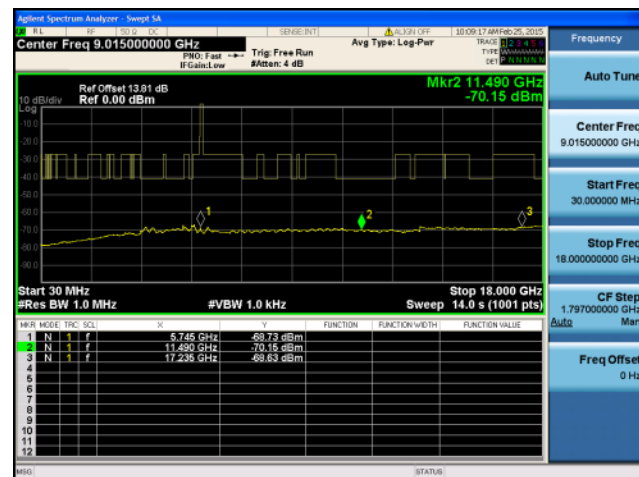 Agilent Spectrum Analyzer - Swept SA
RL RF 50 Ω DC SENSE:INT ALIGN OFF 10:09:17 AM Feb 25, 2015
Center Freq 9.015000000 GHz
PNO: Fast
IFGain:Low
Trig: Free Run
#Atten: 4 dB
Avg Type: Log-Pwr
TRACE 1 2 3 4 5 6
TYPE
DET P N N N N N
Ref Offset 13.81 dB
Ref 0.00 dBm
10 dB/div
Log
Mkr2 11.490 GHz
-70.15 dBm
-10.0
-20.0
-30.0
-40.0
-50.0
-60.0
-70.0
-80.0
-90.0
1
2
3
Start 30 MHz
Stop 18.000 GHz
#Res BW 1.0 MHz
#VBW 1.0 kHz
Sweep 14.0 s (1001 pts)
MKR MODE TRC SCL X Y FUNCTION FUNCTION WIDTH FUNCTION VALUE
1 N 1 f 5.745 GHz -68.73 dBm
2 N 1 f 11.490 GHz -70.15 dBm
3 N 1 f 17.235 GHz -68.63 dBm
4
5
6
7
8
9
10
11
12
MSG
STATUS
Frequency
Auto Tune
Center Freq
9.015000000 GHz
Start Freq
30.000000 MHz
Stop Freq
18.000000000 GHz
CF Step
1.797000000 GHz
Auto Man
Freq Offset
0 Hz